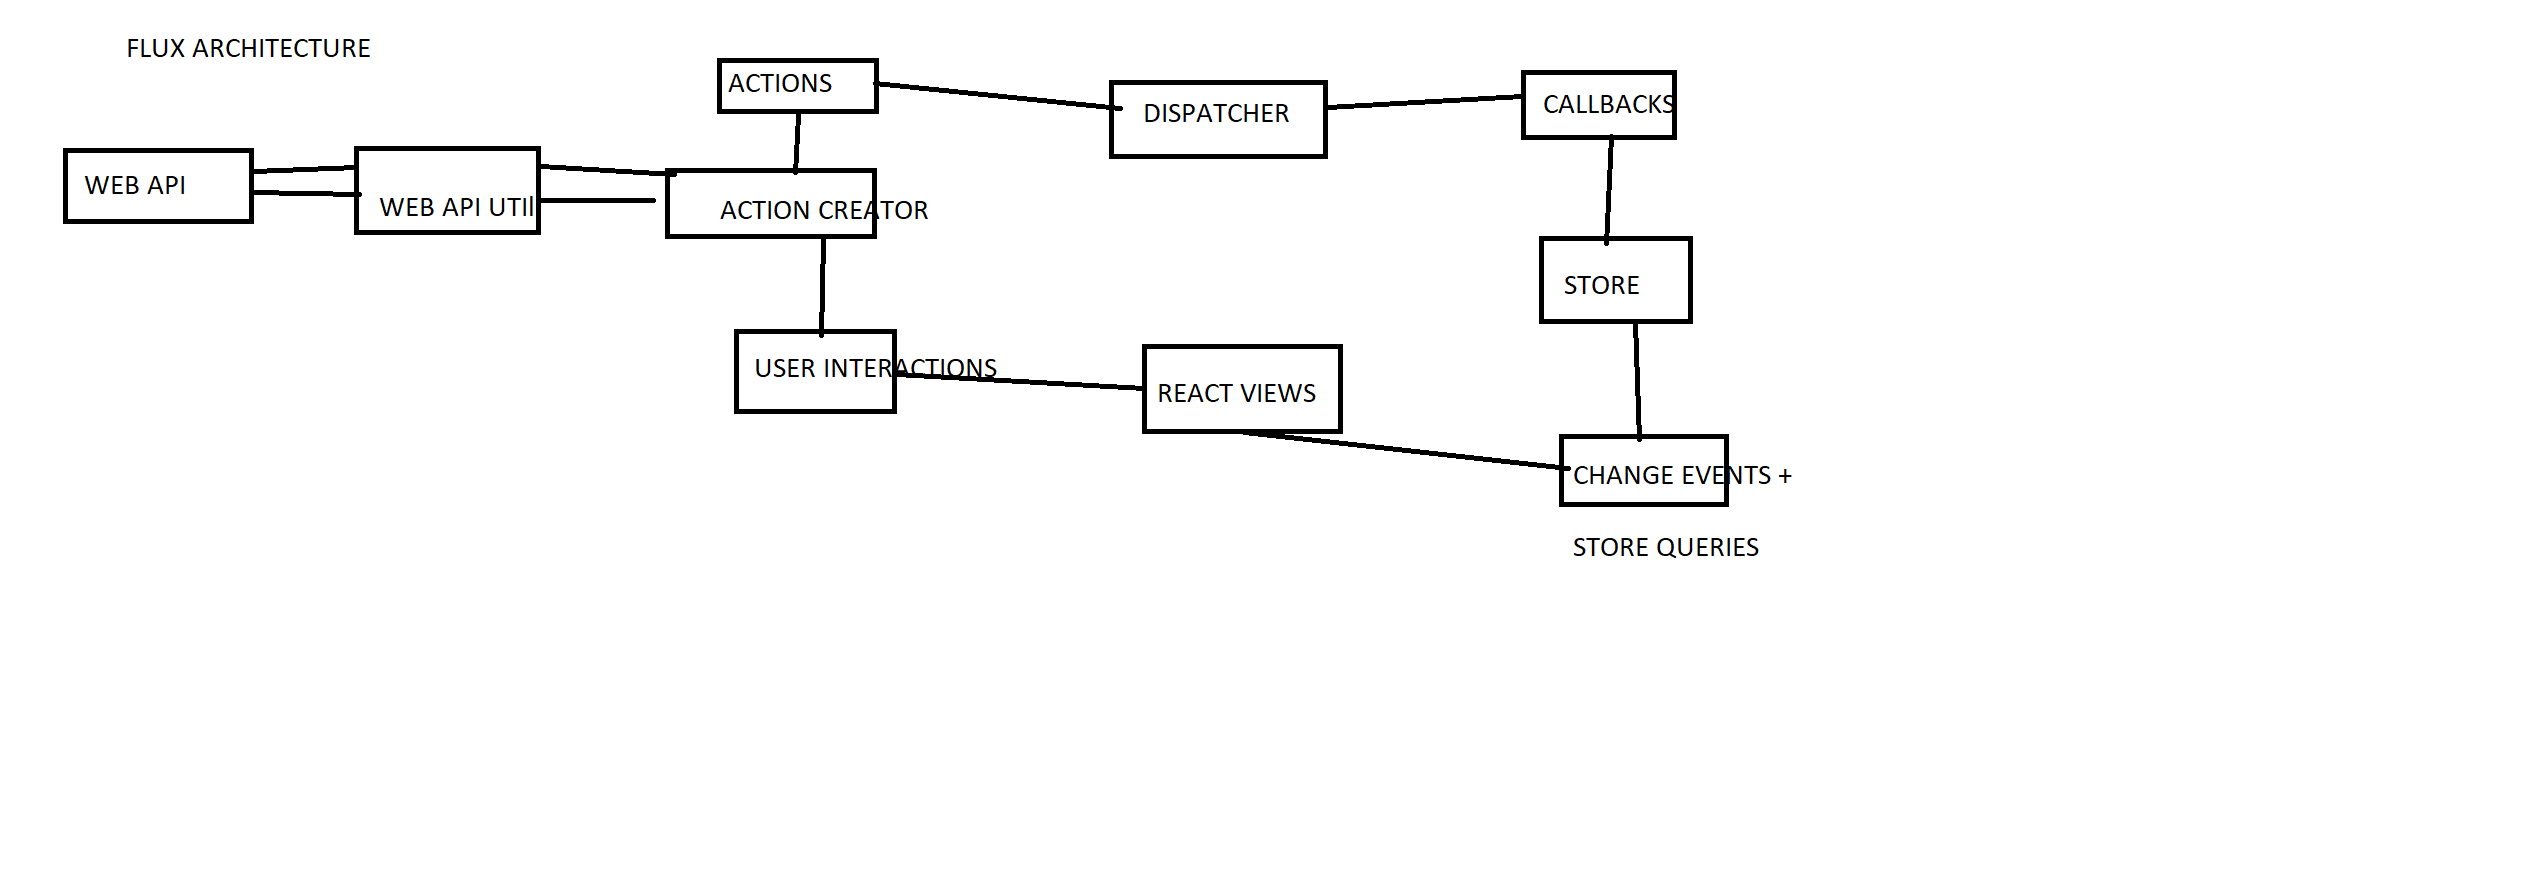 FLUX ARCHITECTURE
ACTIONS
DISPATCHER
CALLBACKS
WEB API
WEB API UTIl
ACTION CREATOR
STORE
USER INTERACTIONS
REACT VIEWS
CHANGE EVENTS +
STORE QUERIES